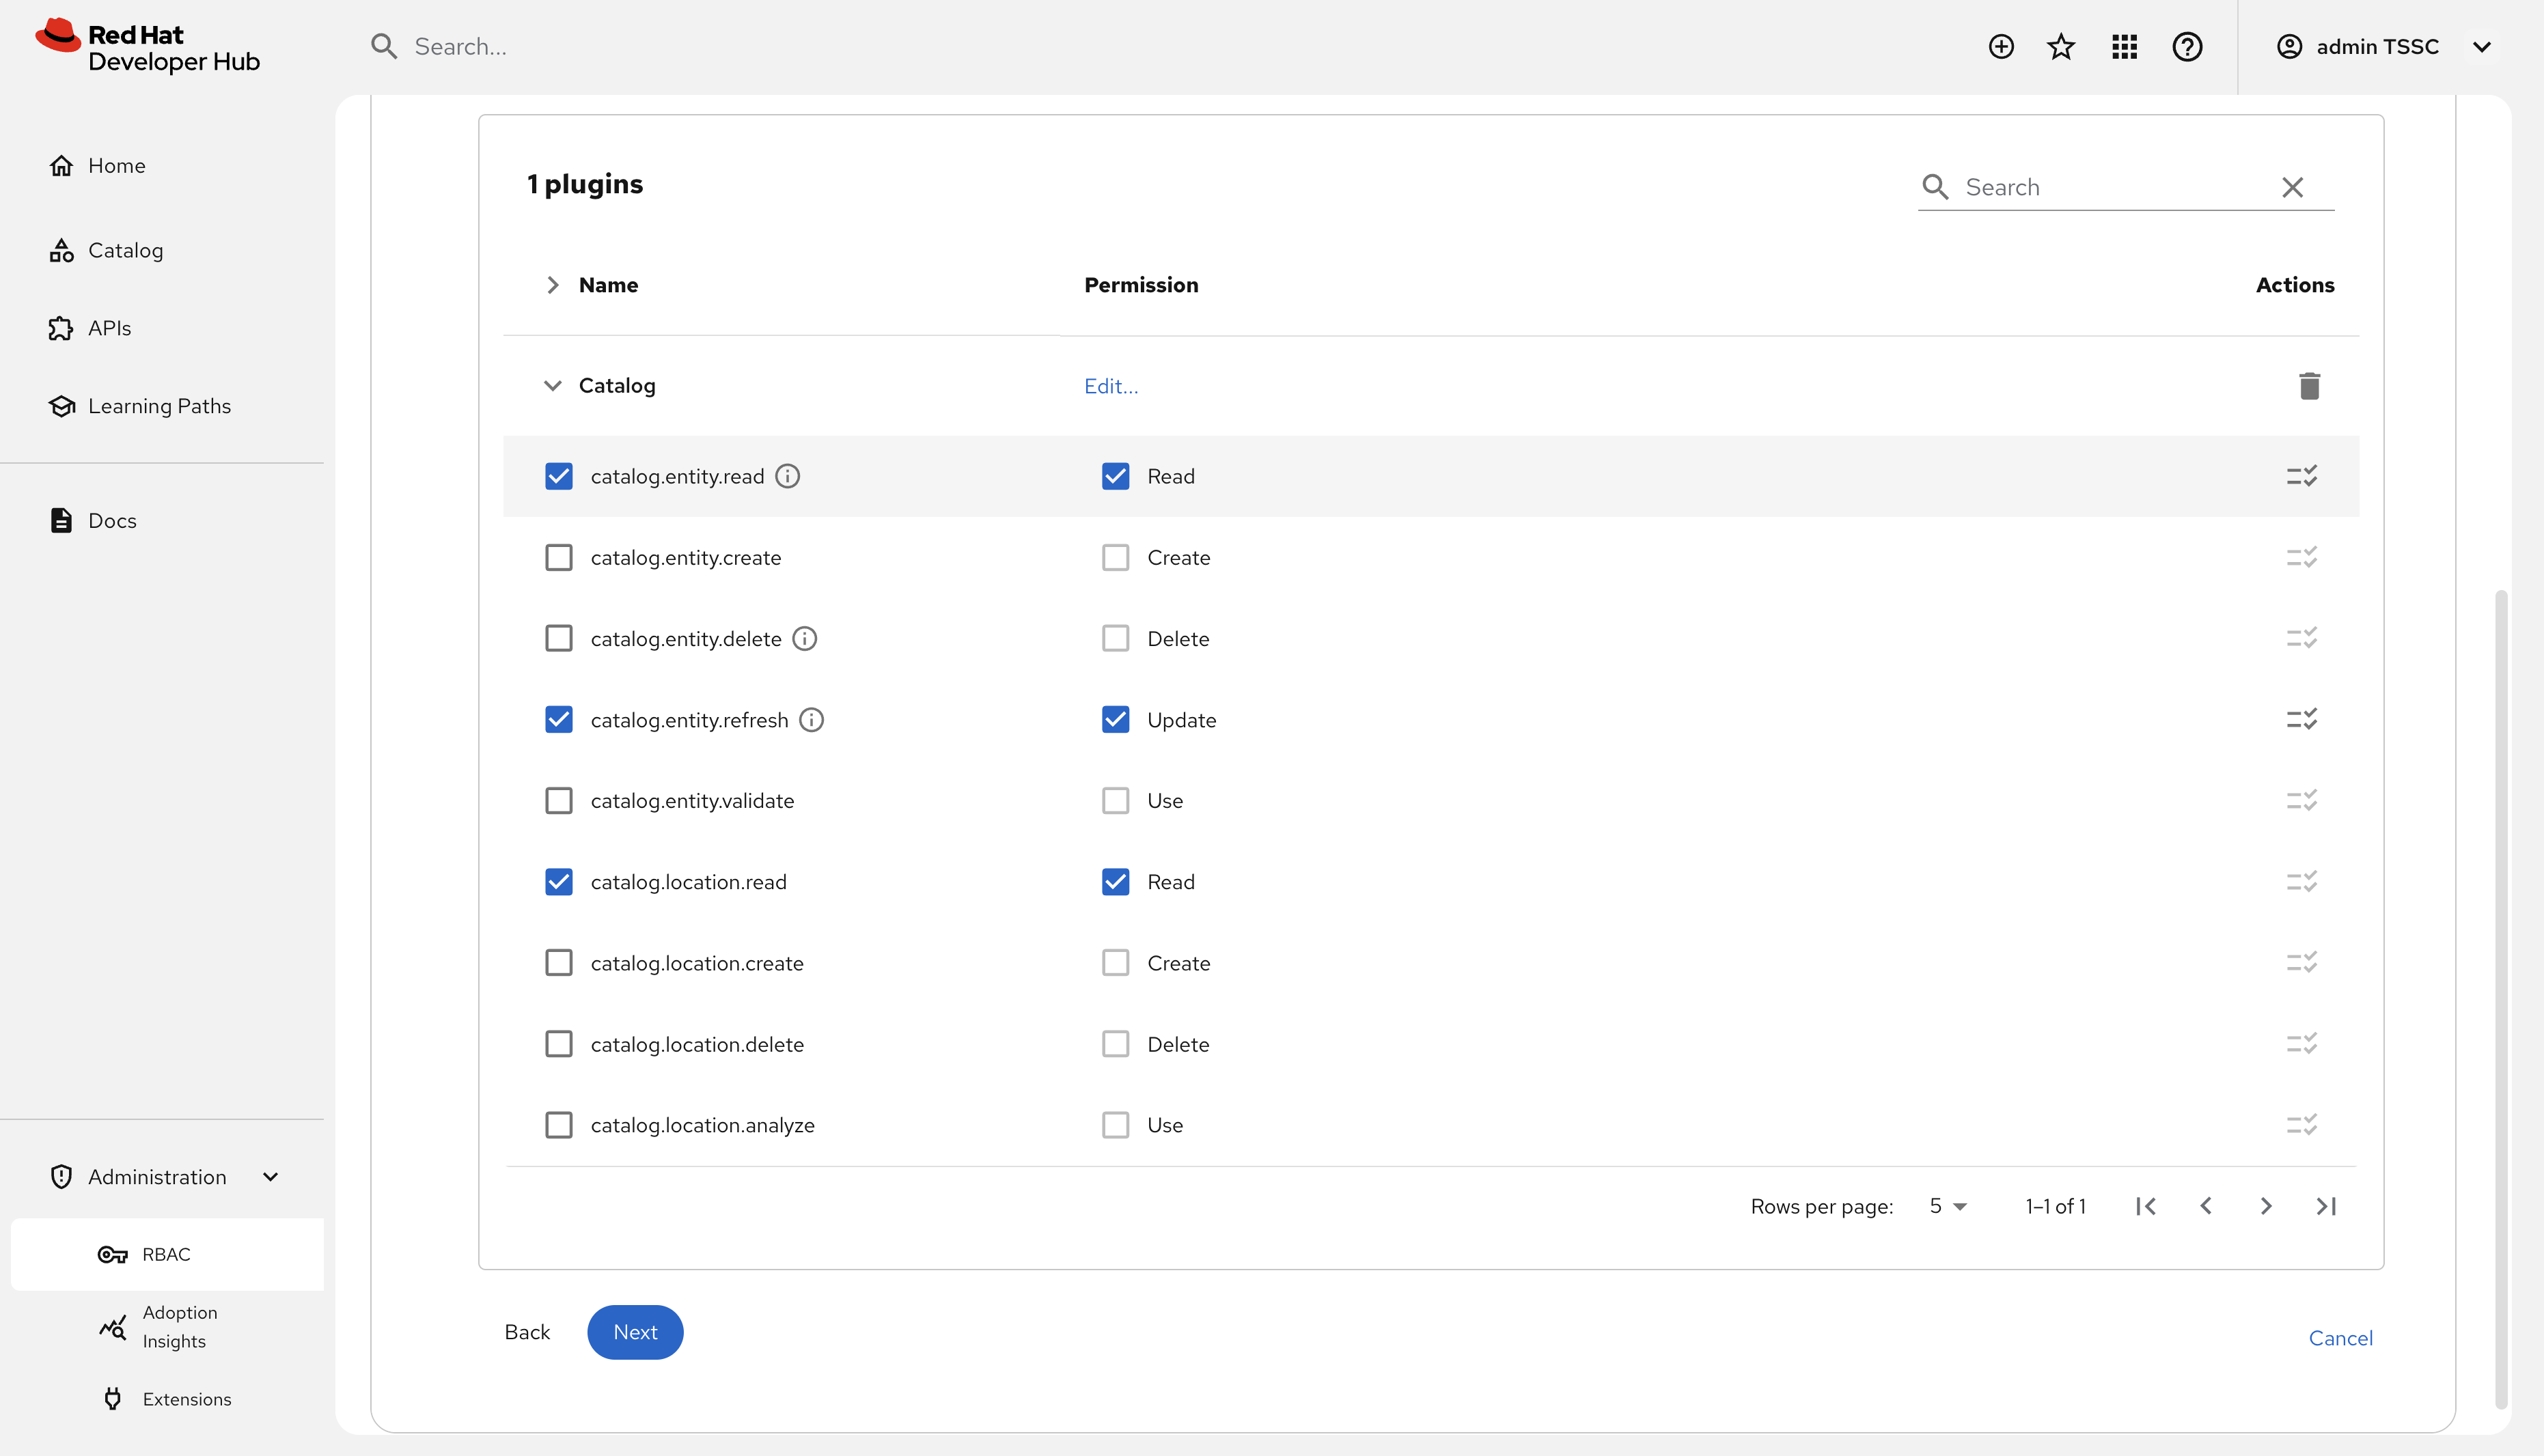 Red Hat
Developer Hub
Search...
admin TSSC
Home
Catalog
APIs
Learning Paths
Docs
Administration
RBAC
Adoption
Insights
Extensions
1 plugins
Search
Name Permission Actions
Catalog Edit...
catalog.entity.read Read
catalog.entity.create Create
catalog.entity.delete Delete
catalog.entity.refresh Update
catalog.entity.validate Use
catalog.location.read Read
catalog.location.create Create
catalog.location.delete Delete
catalog.location.analyze Use
Rows per page: 5 1–1 of 1
Back Next Cancel